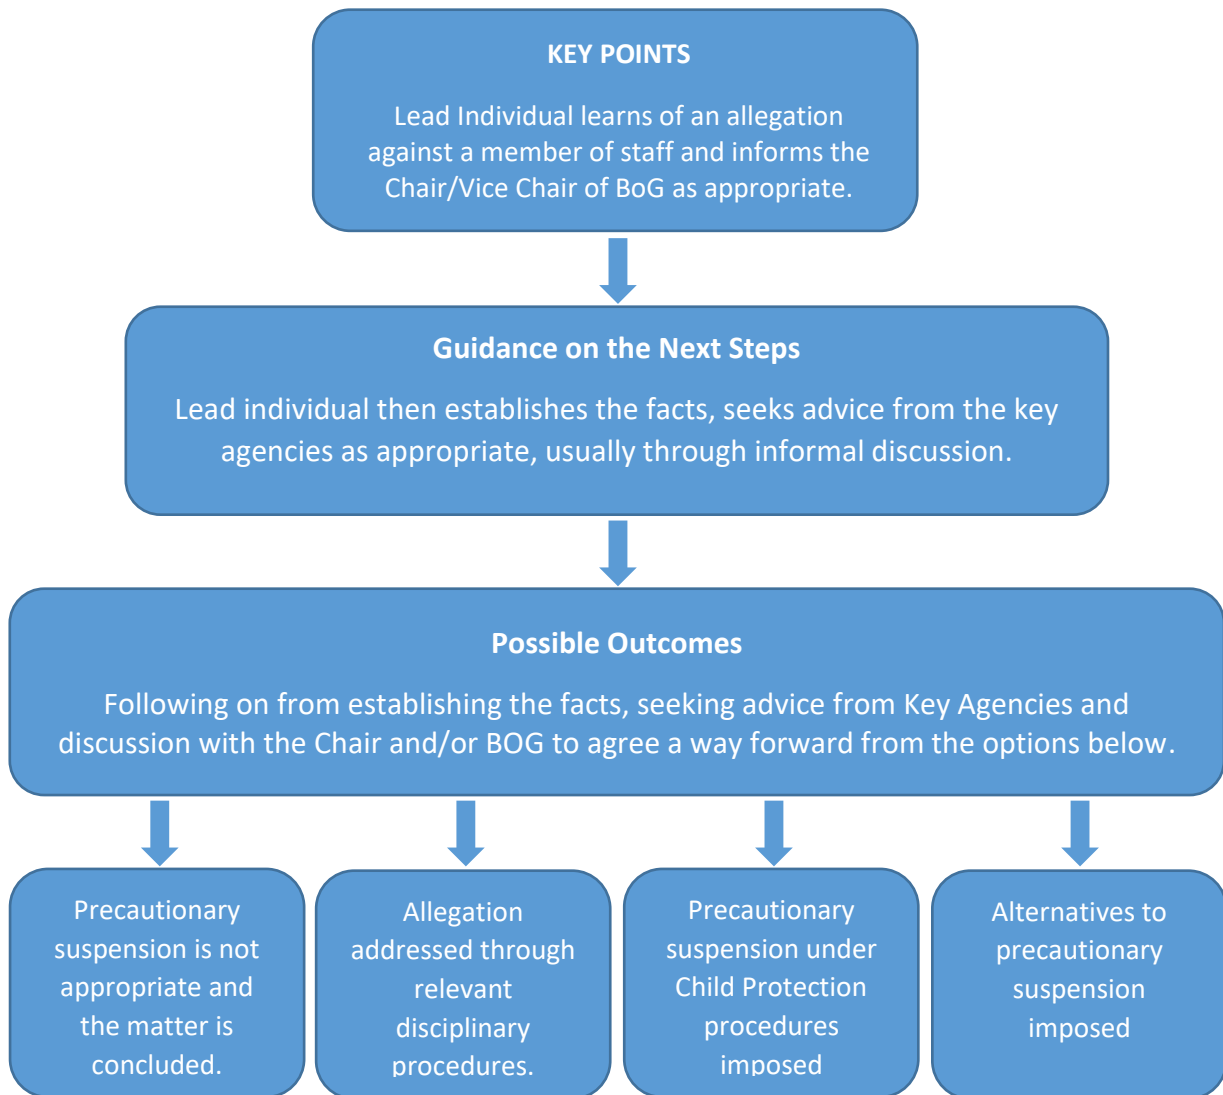 KEY POINTS
Lead Individual learns of an allegation
against a member of staff and informs the
Chair/Vice Chair of BoG as appropriate.
Guidance on the Next Steps
Lead individual then establishes the facts, seeks advice from the key
agencies as appropriate, usually through informal discussion.
Possible Outcomes
Following on from establishing the facts, seeking advice from Key Agencies and
discussion with the Chair and/or BOG to agree a way forward from the options below.
Precautionary
suspension is not
appropriate and
the matter is
concluded.
Allegation
addressed through
relevant
disciplinary
procedures.
Precautionary
suspension under
Child Protection
procedures
imposed
Alternatives to
precautionary
suspension
imposed